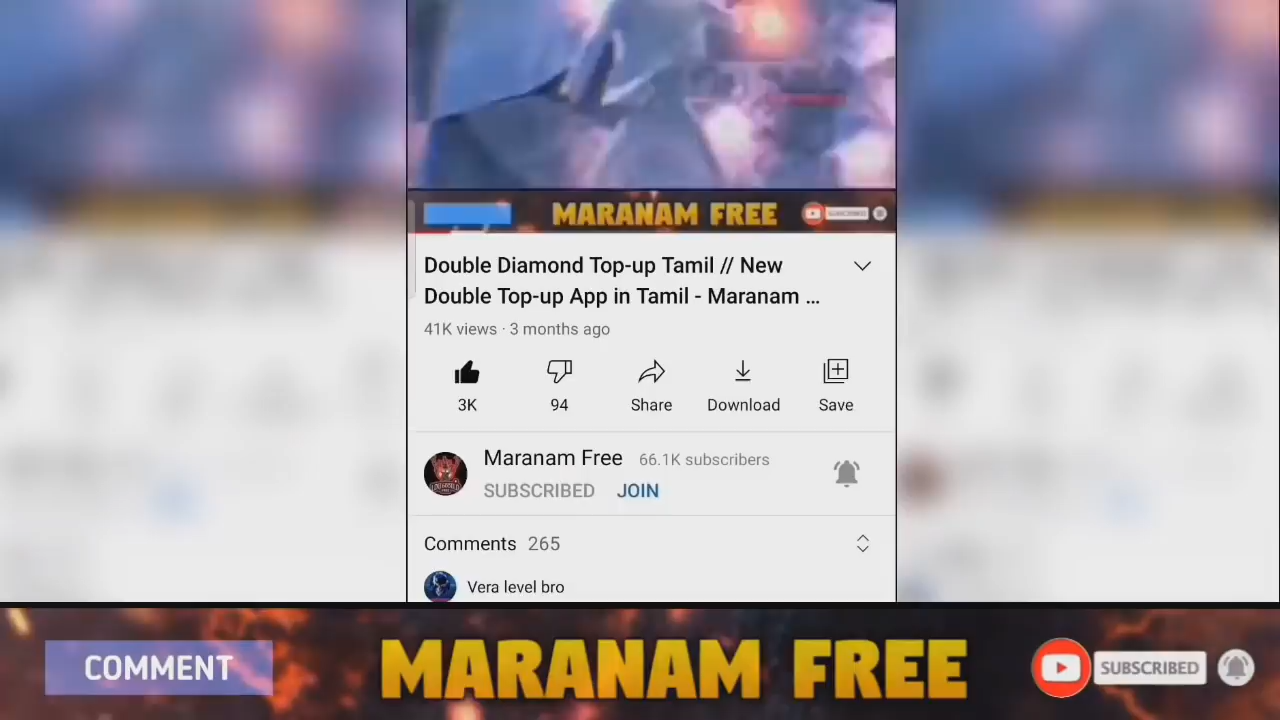 MARANAM FREE
SUBSCRIBED
Double Diamond Top-up Tamil // New
Double Top-up App in Tamil - Maranam ...
41K views · 3 months ago
3K
94
Share
Download
Save
Maranam Free 66.1K subscribers
SUBSCRIBED JOIN
Comments 265
Vera level bro
COMMENT
MARANAM FREE
SUBSCRIBED